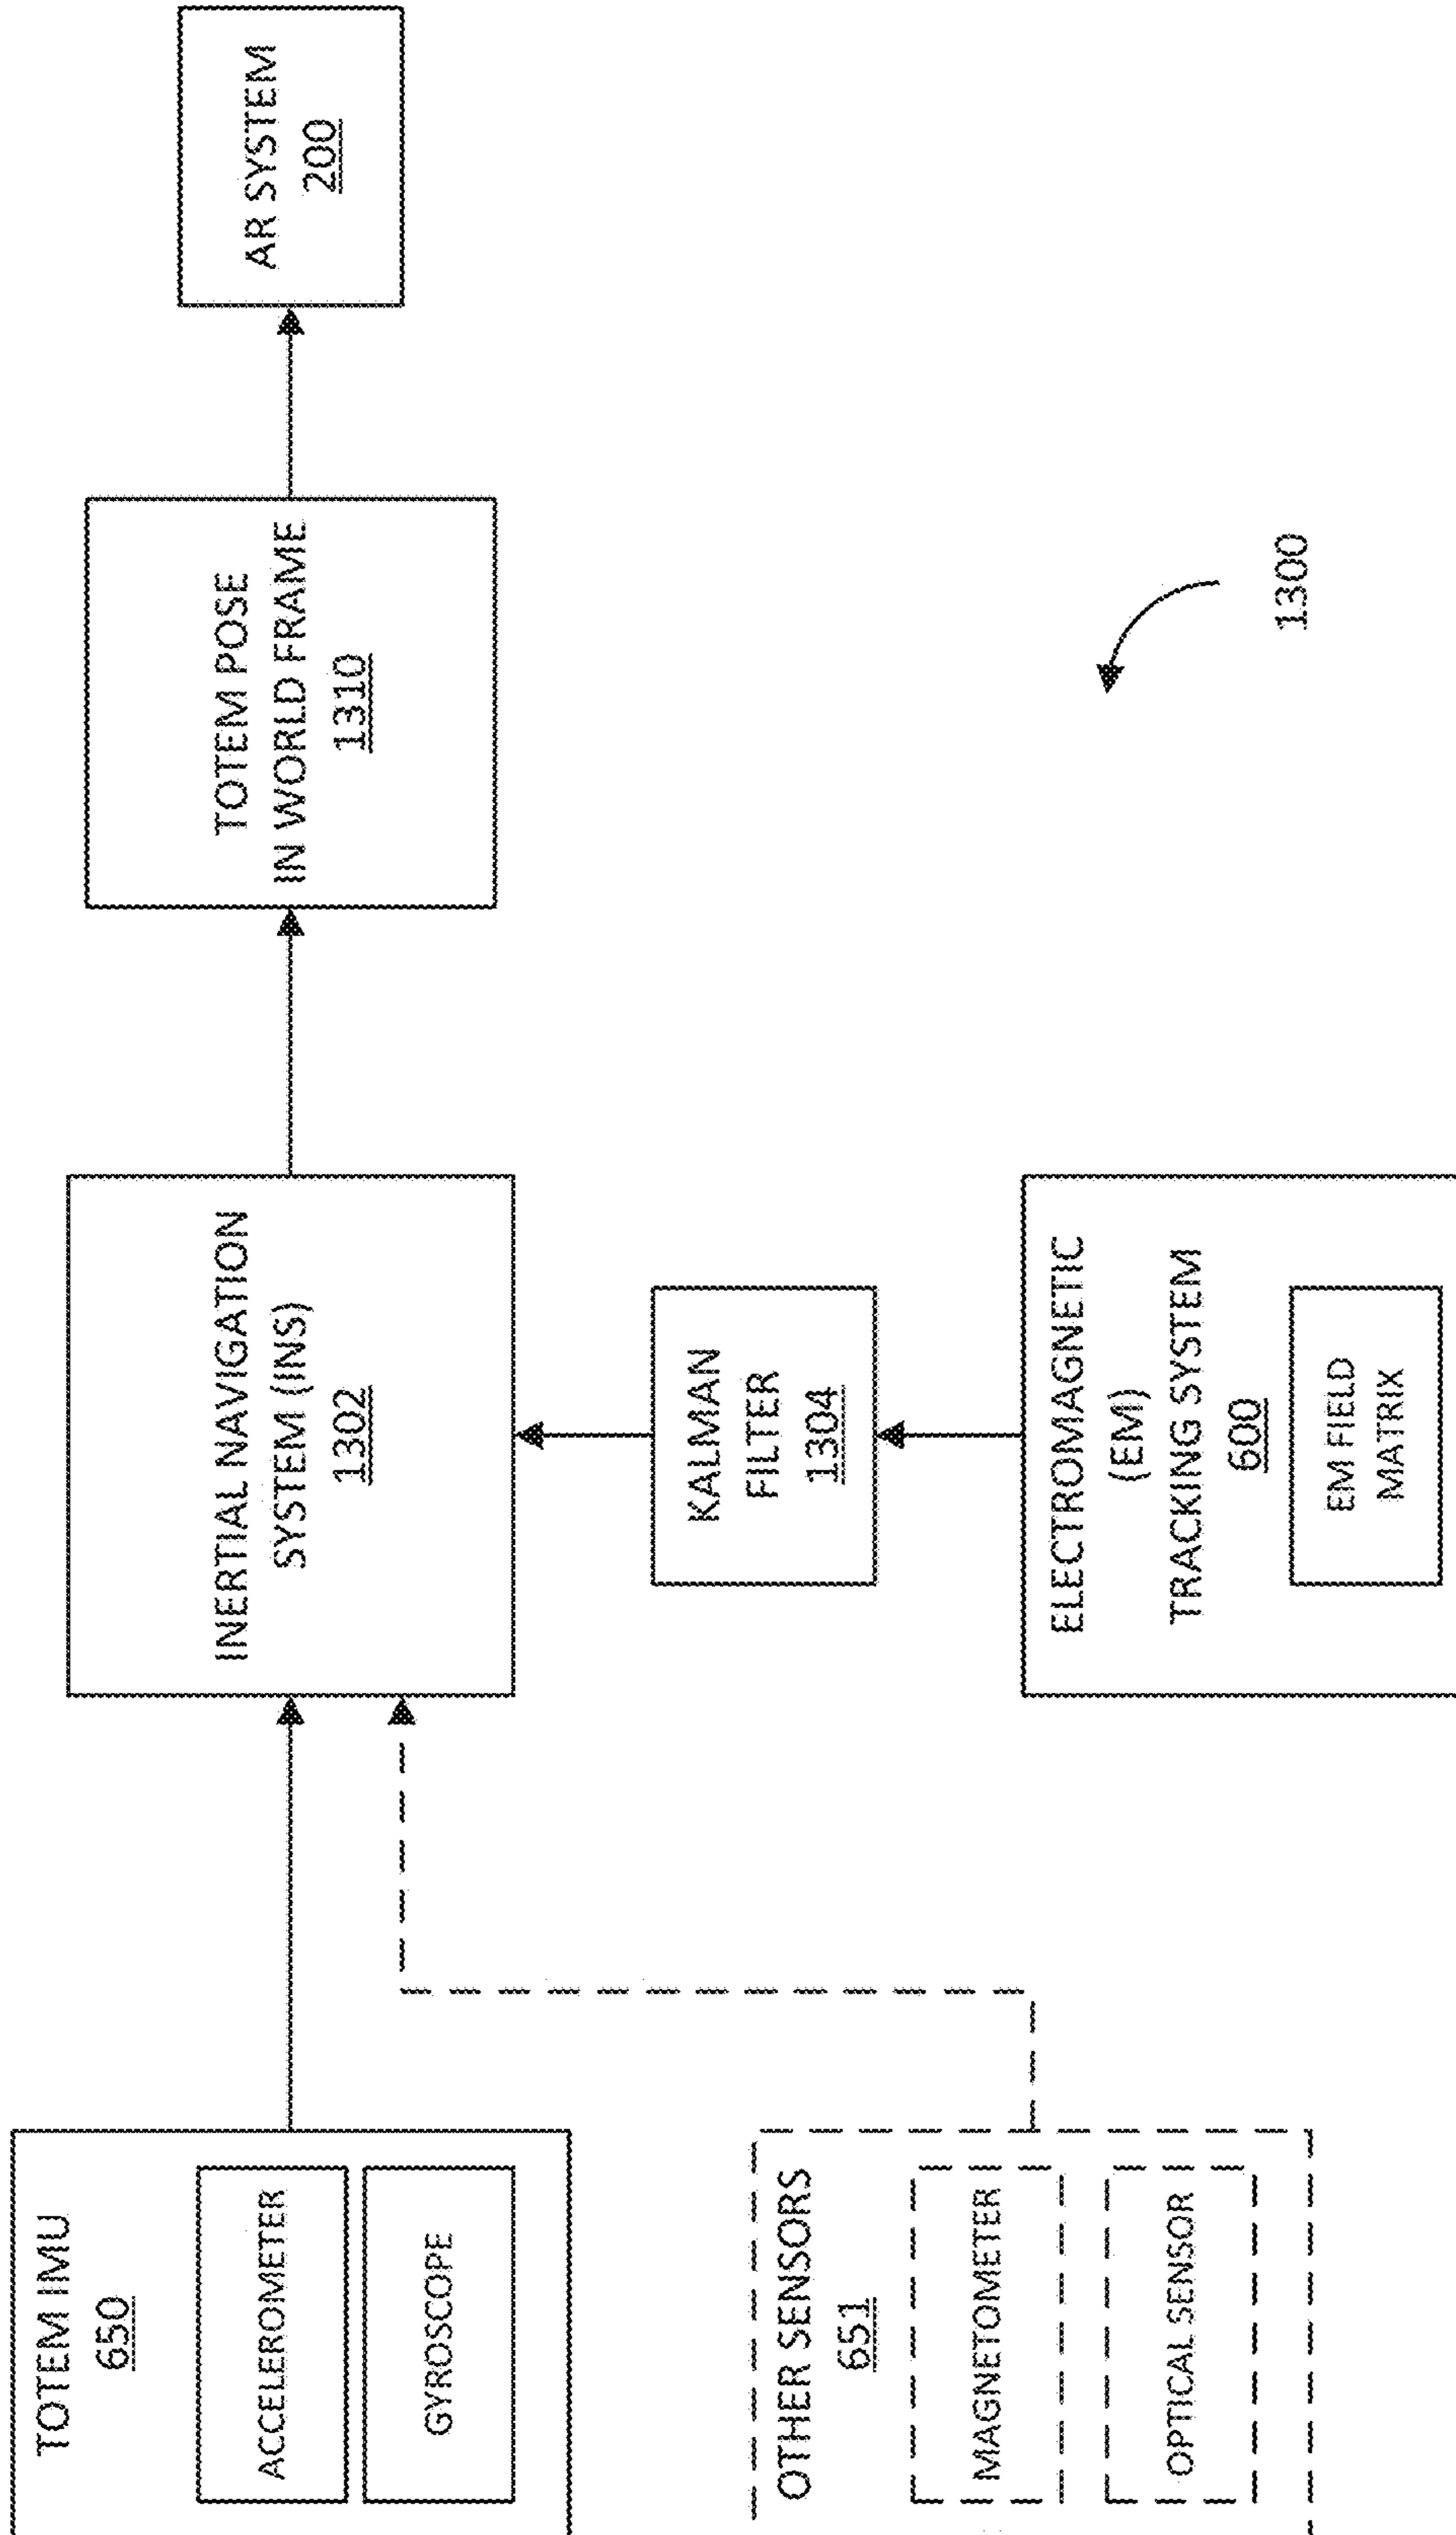 TOTEM IMU
650
ACCELEROMETER
GYROSCOPE
OTHER SENSORS
651
MAGNETOMETER
OPTICAL SENSOR
INERTIAL NAVIGATION
SYSTEM (INS)
1302
KALMAN
FILTER
1304
ELECTROMAGNETIC
(EM)
TRACKING SYSTEM
600
EM FIELD
MATRIX
TOTEM POSE
IN WORLD FRAME
1310
AR SYSTEM
200
1300